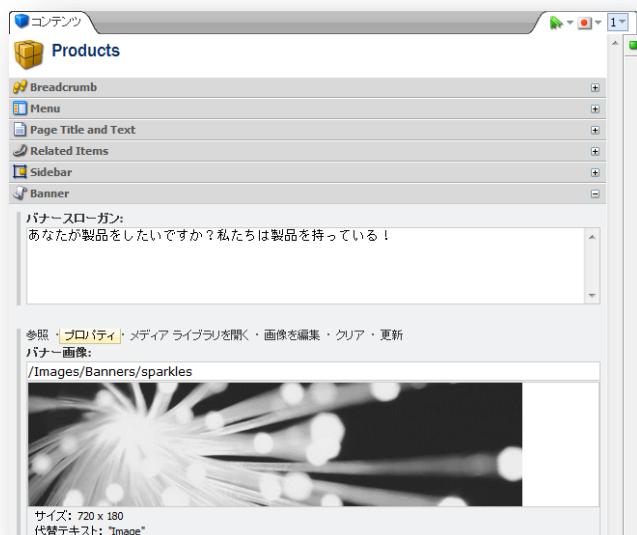 コンテンツ
1
Products
Breadcrumb
Menu
Page Title and Text
Related Items
Sidebar
Banner
バナースローガン:
あなたが製品をしたいですか？私たちは製品を持っている！
参照 ・ プロパティ ・ メディア ライブラリを開く ・ 画像を編集 ・ クリア ・ 更新
バナー画像:
/Images/Banners/sparkles
サイズ: 720 x 180
代替テキスト: "Image"